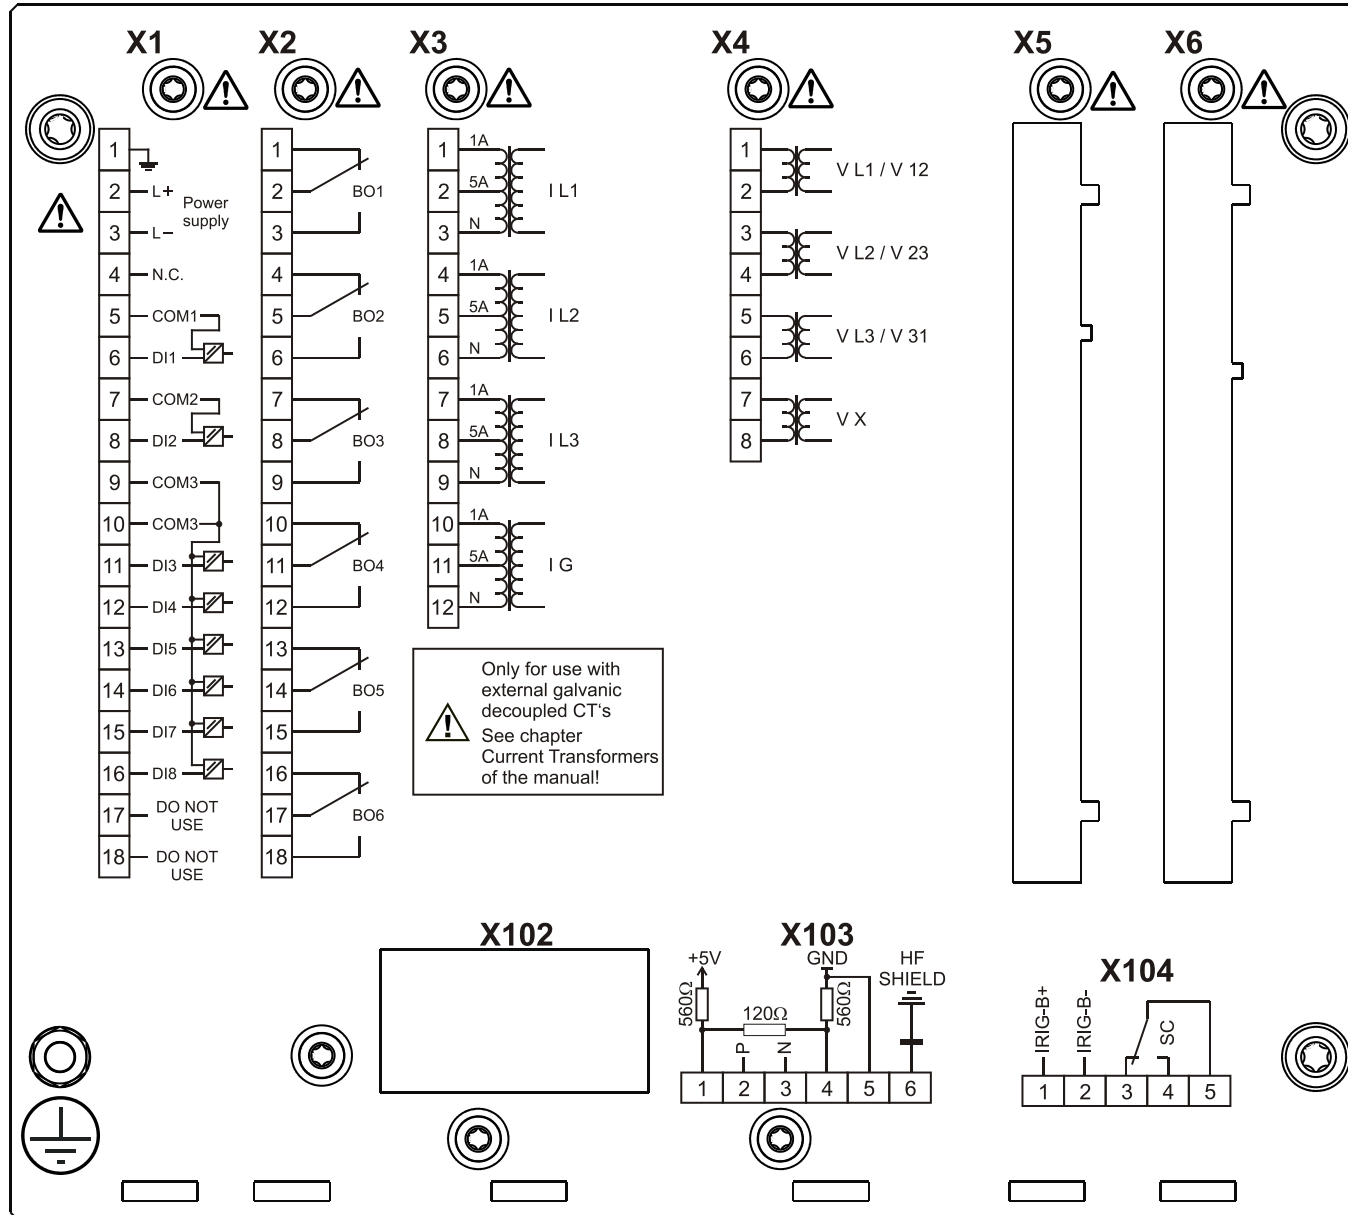 X1
X2
X3
X4
X5
X6
1
2 L+ Power
supply
3 L−
4 N.C.
5 COM1
6 DI1
7 COM2
8 DI2
9 COM3
10 COM3
11 DI3
12 DI4
13 DI5
14 DI6
15 DI7
16 DI8
17 DO NOT
USE
18 DO NOT
USE
1
2 BO1
3
4
5 BO2
6
7
8 BO3
9
10
11 BO4
12
13
14 BO5
15
16
17 BO6
18
1 1A
2 5A I L1
3 N
4 1A
5 5A I L2
6 N
7 1A
8 5A I L3
9 N
10 1A
11 5A I G
12 N
Only for use with
external galvanic
decoupled CT‘s
See chapter
Current Transformers
of the manual!
1
V L1 / V 12
2
3
V L2 / V 23
4
5
V L3 / V 31
6
7
V X
8
X102
X103
+5V
GND
HF
SHIELD
560Ω
120Ω
560Ω
P
N
1 2 3 4 5 6
X104
IRIG-B+
IRIG-B-
SC
1 2 3 4 5